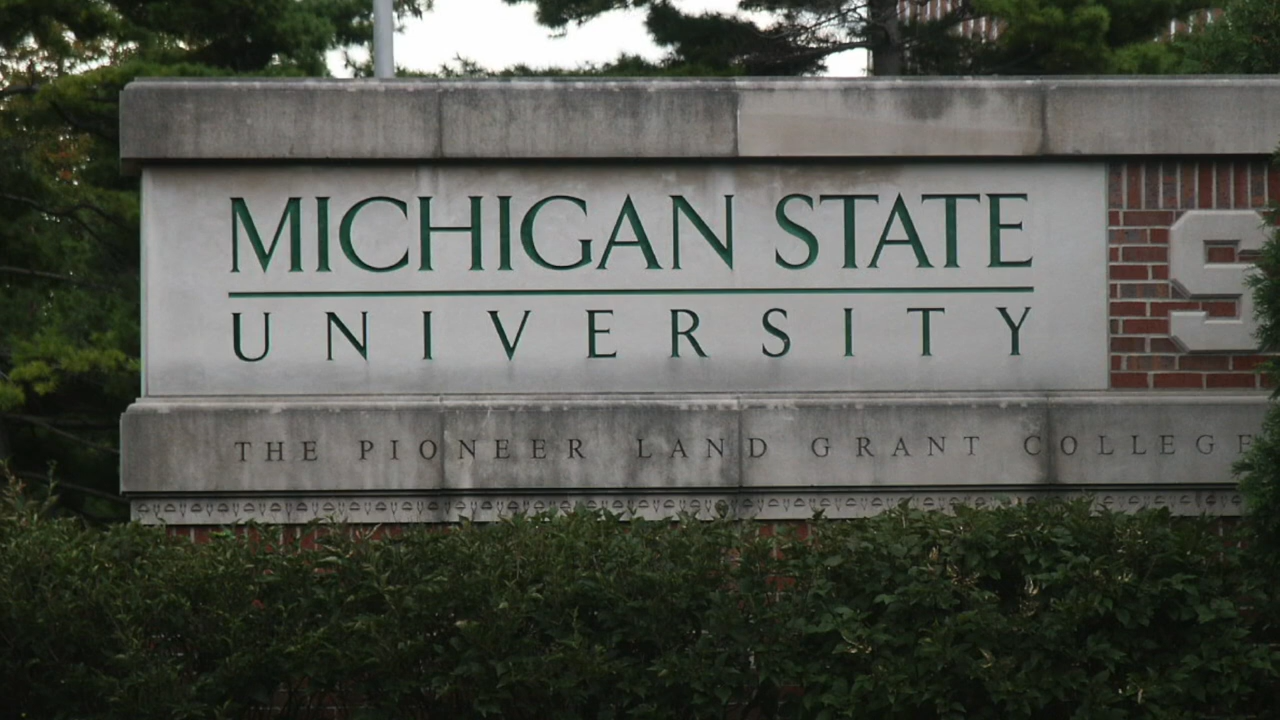 MICHIGAN STATE
UNIVERSITY
S
THE PIONEER LAND GRANT COLLEGE